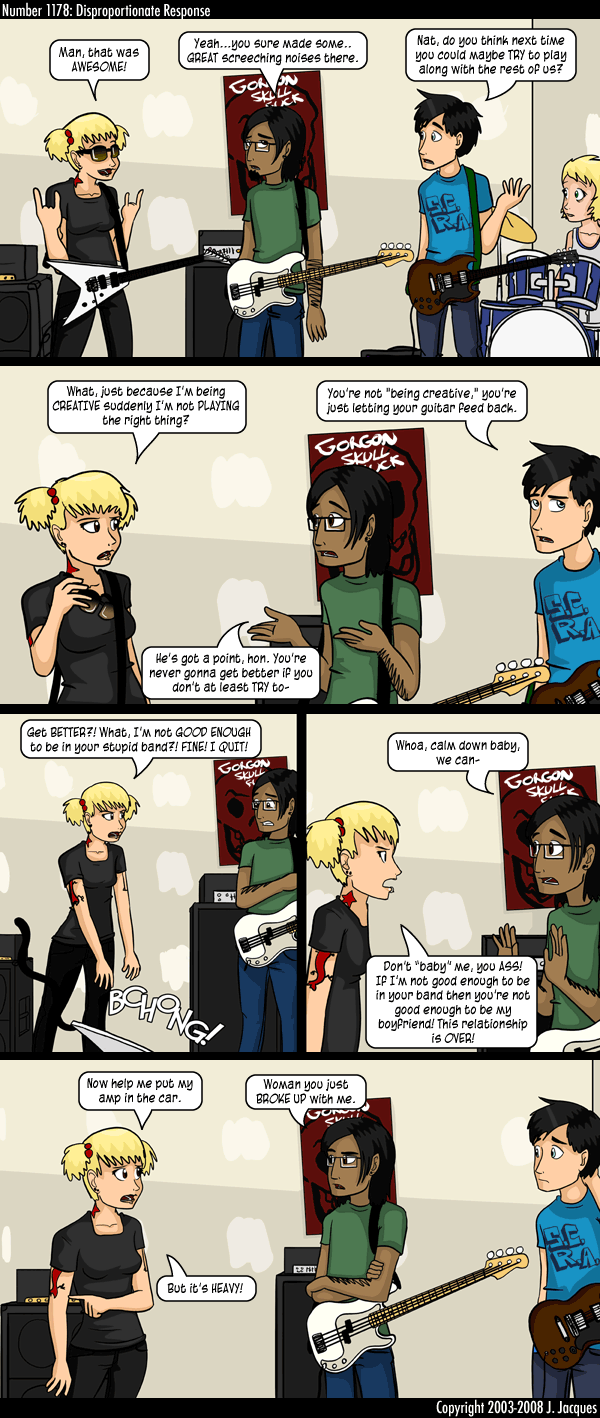 Number 1178: Disproportionate Response
Man, that was
AWESOME!
Yeah...you sure made some..
GREAT screeching noises there.
Nat, do you think next time
you could maybe TRY to play
along with the rest of us?
GORGON
SKULL
S.C.
R.A.
What, just because I'm being
CREATIVE suddenly I'm not PLAYING
the right thing?
You're not "being creative," you're
just letting your guitar feed back.
GORGON
SKULL
S.C.
R.A.
He's got a point, hon. You're
never gonna get better if you
don't at least TRY to-
Get BETTER?! What, I'm not GOOD ENOUGH
to be in your stupid band?! FINE! I QUIT!
GORGON
SKULL
BCHONG!
Whoa, calm down baby,
we can-
GORGON
SKULL
Don't "baby" me, you ASS!
If I'm not good enough to be
in your band then you're not
good enough to be my
boyfriend! This relationship
is OVER!
Now help me put my
amp in the car.
Woman you just
BROKE UP with me.
GORGON
S.C.
R.A.
But it's HEAVY!
Copyright 2003-2008 J. Jacques